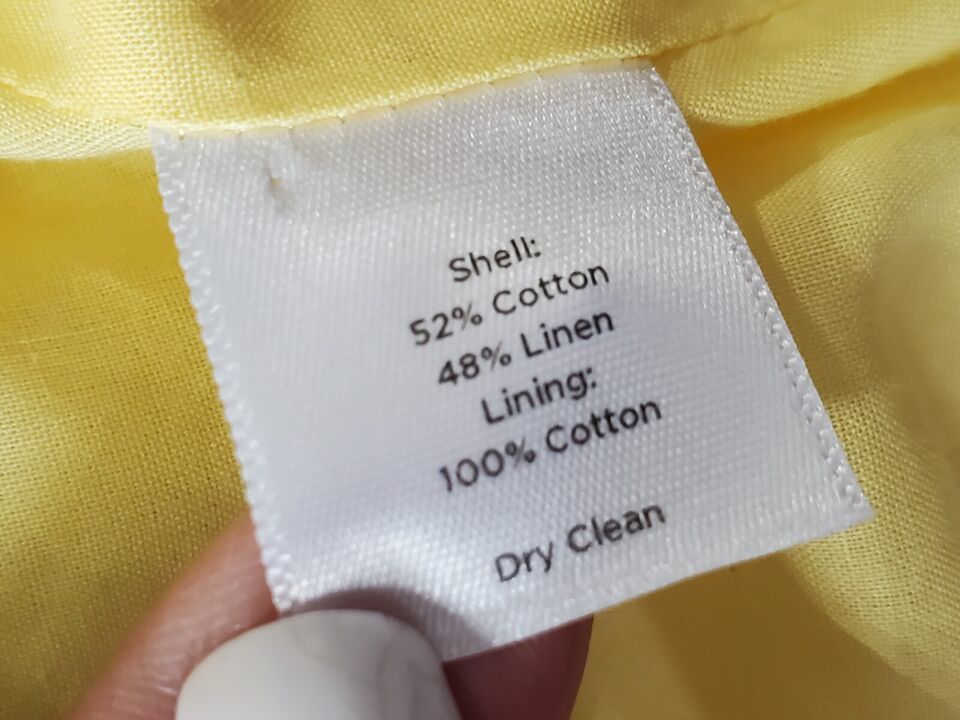 Shell:
52% Cotton
48% Linen
Lining:
100% Cotton
Dry Clean